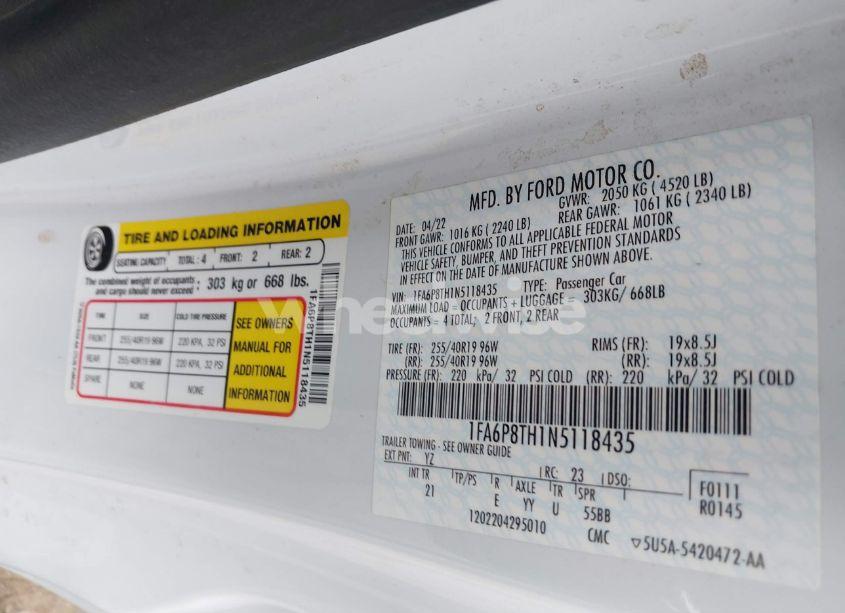 TIRE AND LOADING INFORMATION
SEATING CAPACITY TOTAL : 4 FRONT: 2 REAR: 2
The combined weight of occupants and cargo should never exceed : 303 kg or 668 lbs.
TIRE SIZE COLD TIRE PRESSURE
FRONT 255/40R19 96W 220 KPA, 32 PSI
REAR 255/40R19 96W 220 KPA, 32 PSI
SPARE NONE NONE
SEE OWNERS
MANUAL FOR
ADDITIONAL
INFORMATION
1FA6P8TH1N5118435
MFD. BY FORD MOTOR CO.
DATE: 04/22 GVWR: 2050 KG ( 4520 LB)
FRONT GAWR: 1016 KG ( 2240 LB) REAR GAWR: 1061 KG ( 2340 LB)
THIS VEHICLE CONFORMS TO ALL APPLICABLE FEDERAL MOTOR
VEHICLE SAFETY, BUMPER, AND THEFT PREVENTION STANDARDS
IN EFFECT ON THE DATE OF MANUFACTURE SHOWN ABOVE.
VIN: 1FA6P8TH1N5118435 TYPE: Passenger Car
MAXIMUM LOAD - OCCUPANTS + LUGGAGE = 303KG/ 668LB
OCCUPANTS = 4 TOTAL; 2 FRONT, 2 REAR
TIRE (FR): 255/40R19 96W RIMS (FR): 19x8.5J
(RR): 255/40R19 96W (RR): 19x8.5J
PRESSURE (FR): 220 kPa/ 32 PSI COLD (RR): 220 kPa/ 32 PSI COLD
1FA6P8TH1N5118435
TRAILER TOWING - SEE OWNER GUIDE
EXT PNT: YZ RC: 23 DSO:
INT TR TP/PS R AXLE TR SPR
21 E YY U 55BB
F0111
R0145
1202204295010 CMC
5U5A-5420472-AA